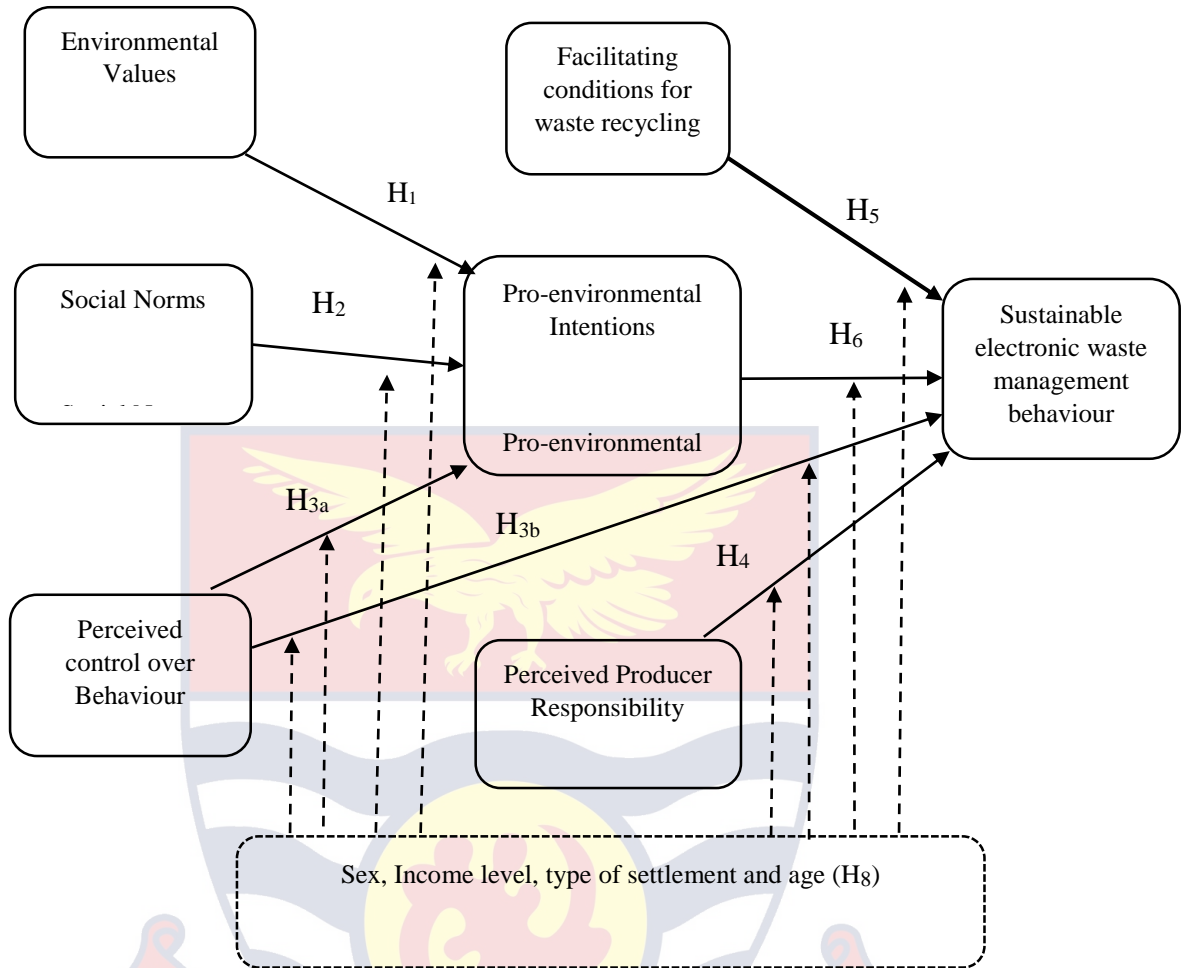 Environmental
Values
Facilitating
conditions for
waste recycling
H1
H5
Social Norms
H2
Pro-environmental
Intentions
Pro-environmental
H6
Sustainable
electronic waste
management
behaviour
H3a
H3b
H4
Perceived
control over
Behaviour
Perceived Producer
Responsibility
Sex, Income level, type of settlement and age (H8)